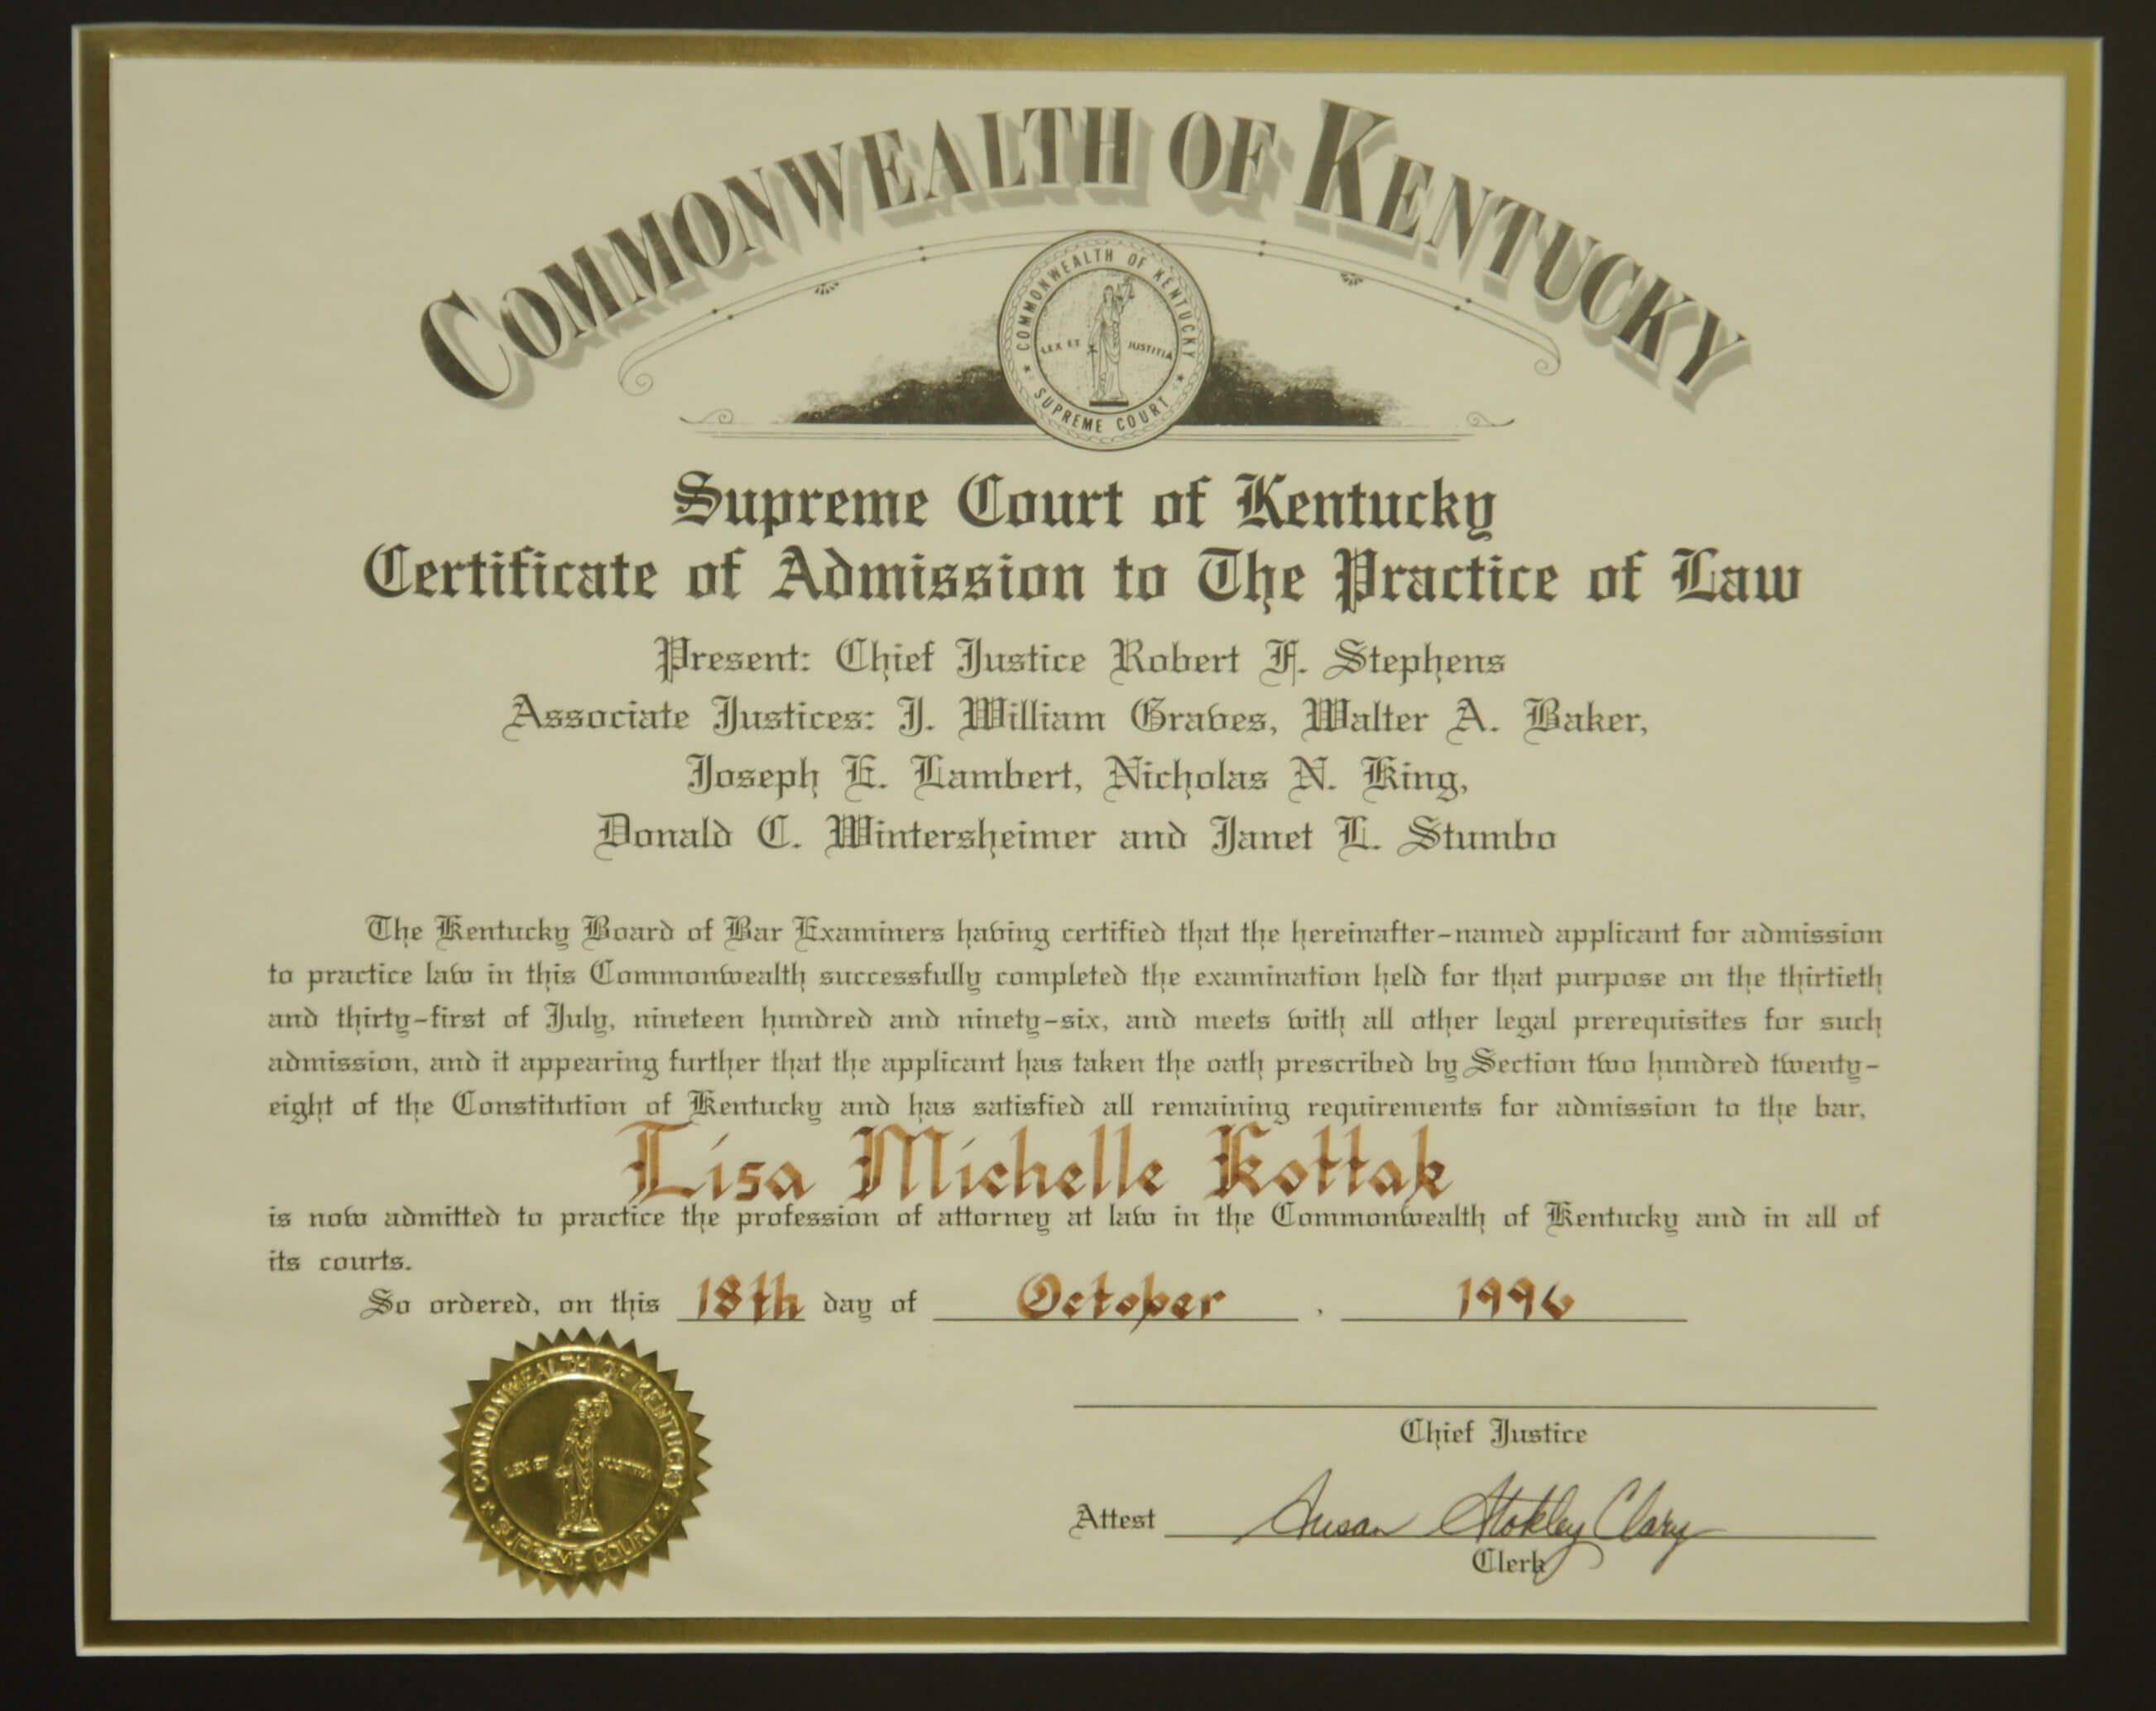 COMMONWEALTH OF KENTUCKY
COMMONWEALTH OF KENTUCKY
LEX ET JUSTITIA
SUPREME COURT
Supreme Court of Kentucky
Certificate of Admission to The Practice of Law
Present: Chief Justice Robert F. Stephens
Associate Justices: J. William Graves, Walter A. Baker,
Joseph E. Lambert, Nicholas N. King,
Donald C. Wintersheimer and Janet L. Stumbo
The Kentucky Board of Bar Examiners having certified that the hereinafter-named applicant for admission
to practice law in this Commonwealth successfully completed the examination held for that purpose on the thirtieth
and thirty-first of July, nineteen hundred and ninety-six, and meets with all other legal prerequisites for such
admission, and it appearing further that the applicant has taken the oath prescribed by Section two hundred twenty-
eight of the Constitution of Kentucky and has satisfied all remaining requirements for admission to the bar,
Lisa Michelle Kottak
is now admitted to practice the profession of attorney at law in the Commonwealth of Kentucky and in all of
its courts.
So ordered, on this 18th day of October, 1996
Chief Justice
Attest Susan Stokley Clary
Clerk
COMMONWEALTH OF KENTUCKY
LEX ET JUSTITIA
SUPREME COURT